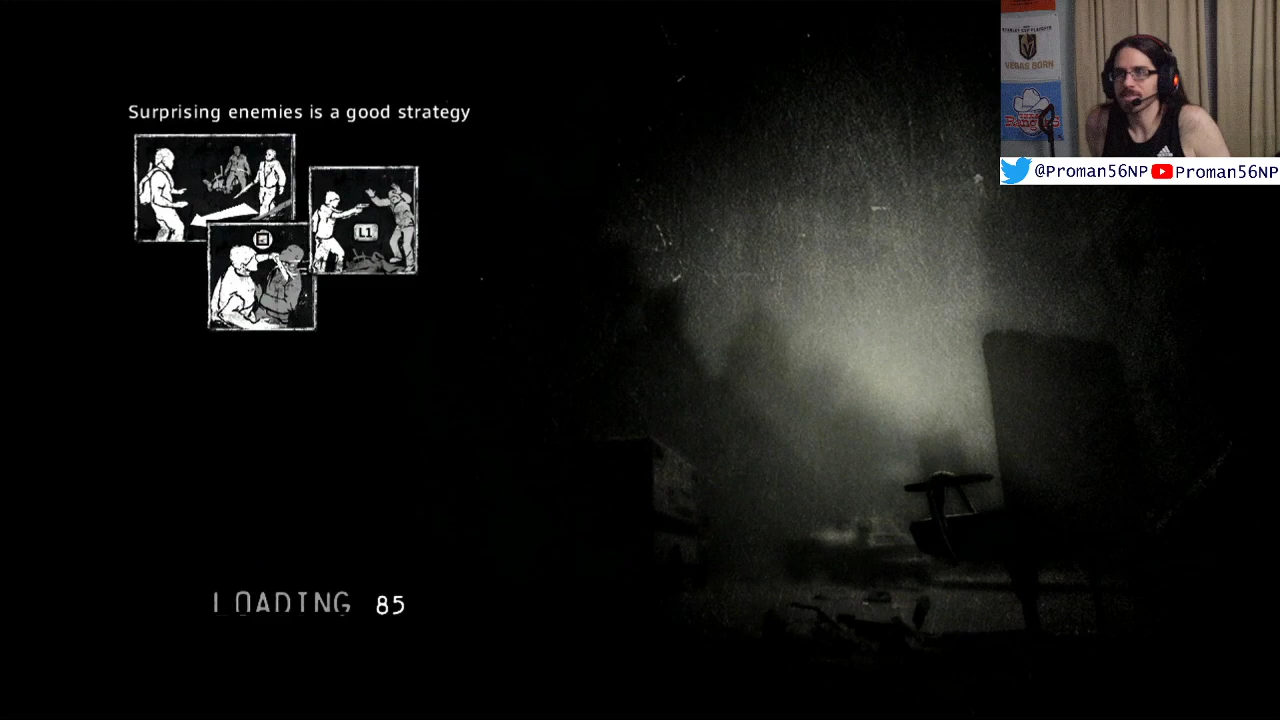 Surprising enemies is a good strategy
L1
LOADING 85
VEGAS BORN
@Proman56NP Proman56NP